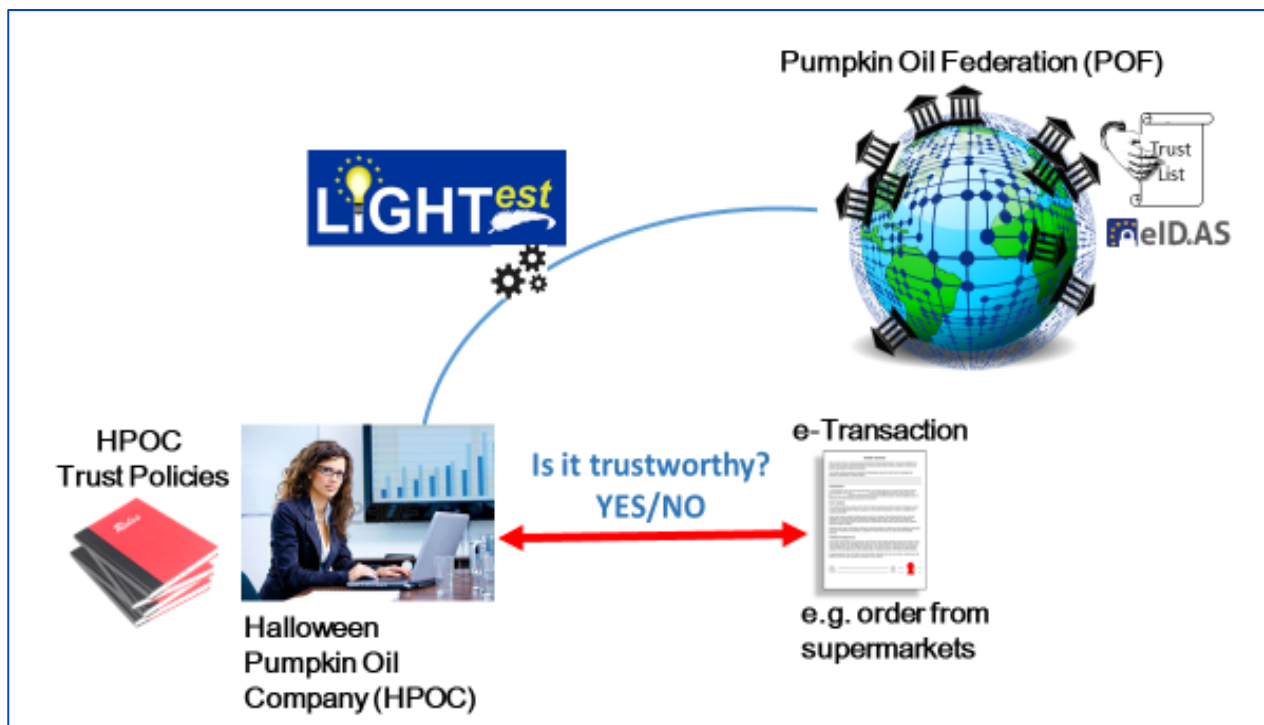 Pumpkin Oil Federation (POF)
Trust
List
eID.AS
LiGHTest
HPOC
Trust Policies
Rules
Is it trustworthy?
YES/NO
e-Transaction
Halloween
Pumpkin Oil
Company (HPOC)
e.g. order from
supermarkets